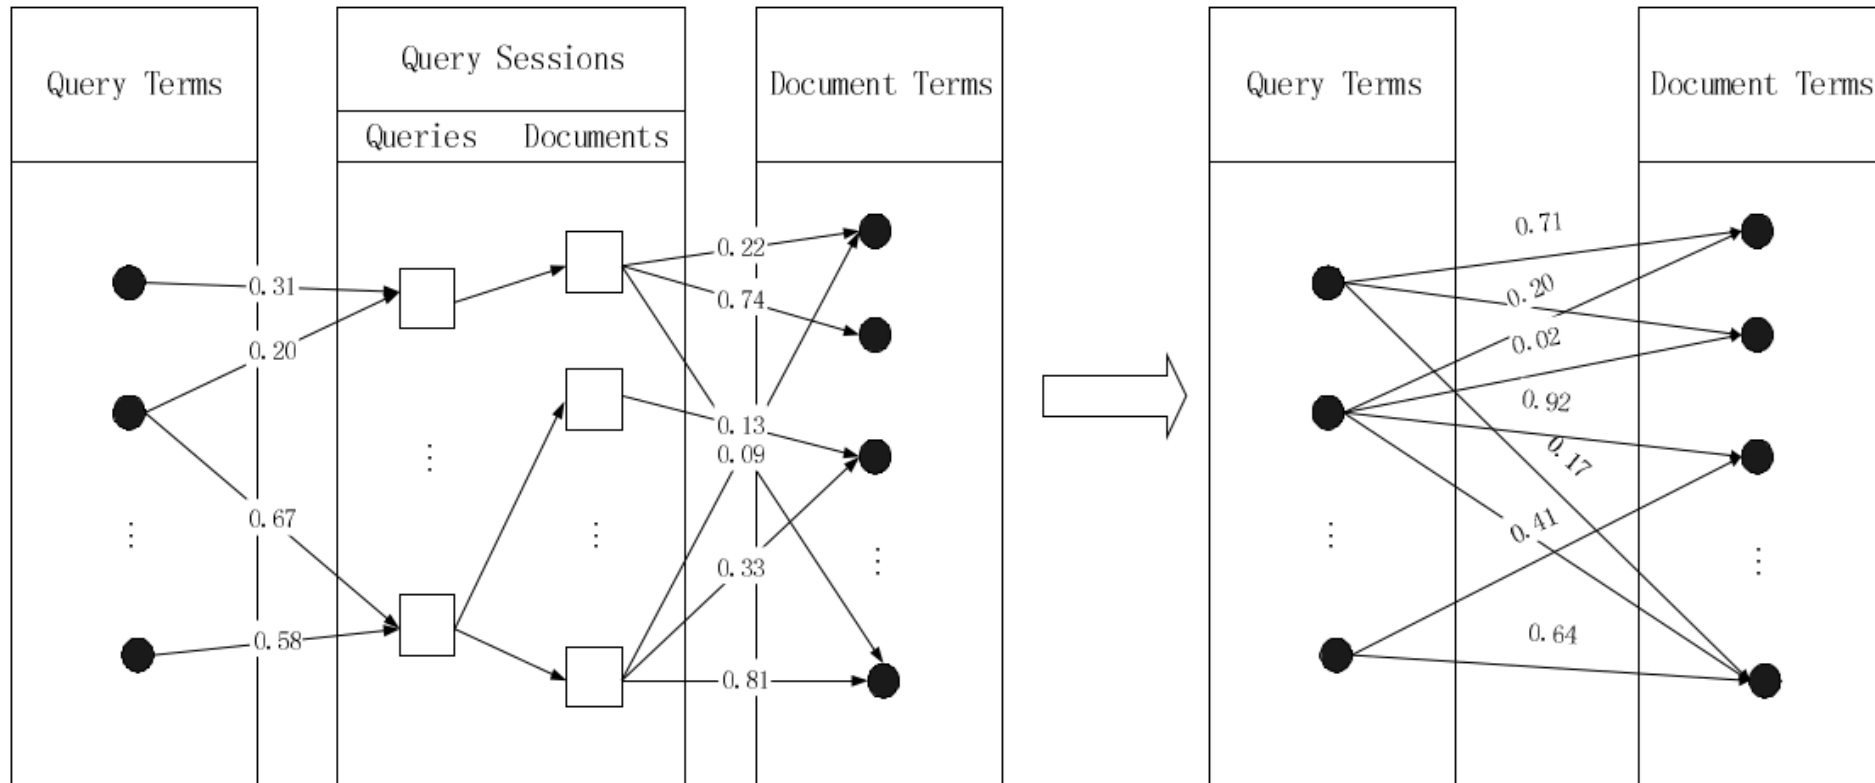 Query Terms
Query Sessions
Queries Documents
Document Terms
0.31
0.20
0.67
0.58
0.22
0.74
0.13
0.09
0.33
0.81
Query Terms
Document Terms
0.71
0.20
0.02
0.92
0.17
0.41
0.64